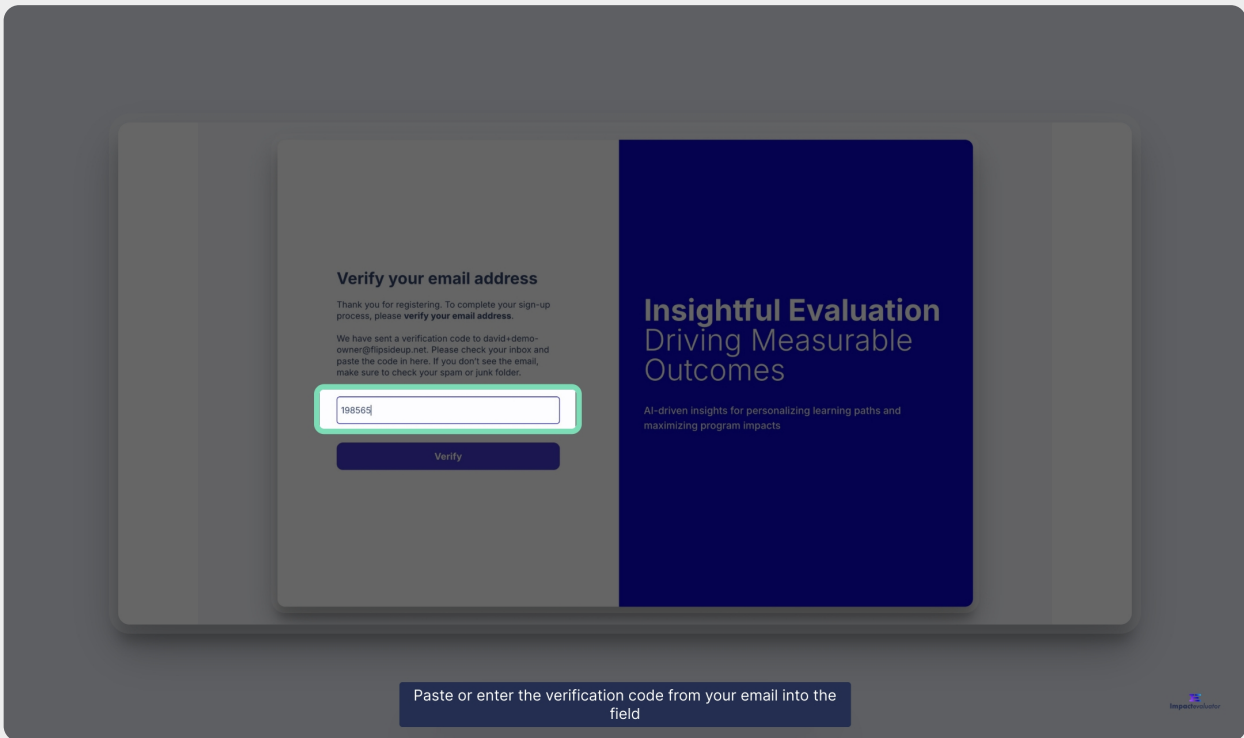 Verify your email address
Thank you for registering. To complete your sign-up
process, please verify your email address.
We have sent a verification code to david+demo-
owner@flipsideup.net. Please check your inbox and
paste the code in here. If you don't see the email,
make sure to check your spam or junk folder.
198565
Verify
Insightful Evaluation
Driving Measurable
Outcomes
AI-driven insights for personalizing learning paths and
maximizing program impacts
Paste or enter the verification code from your email into the
field
impactevaluator